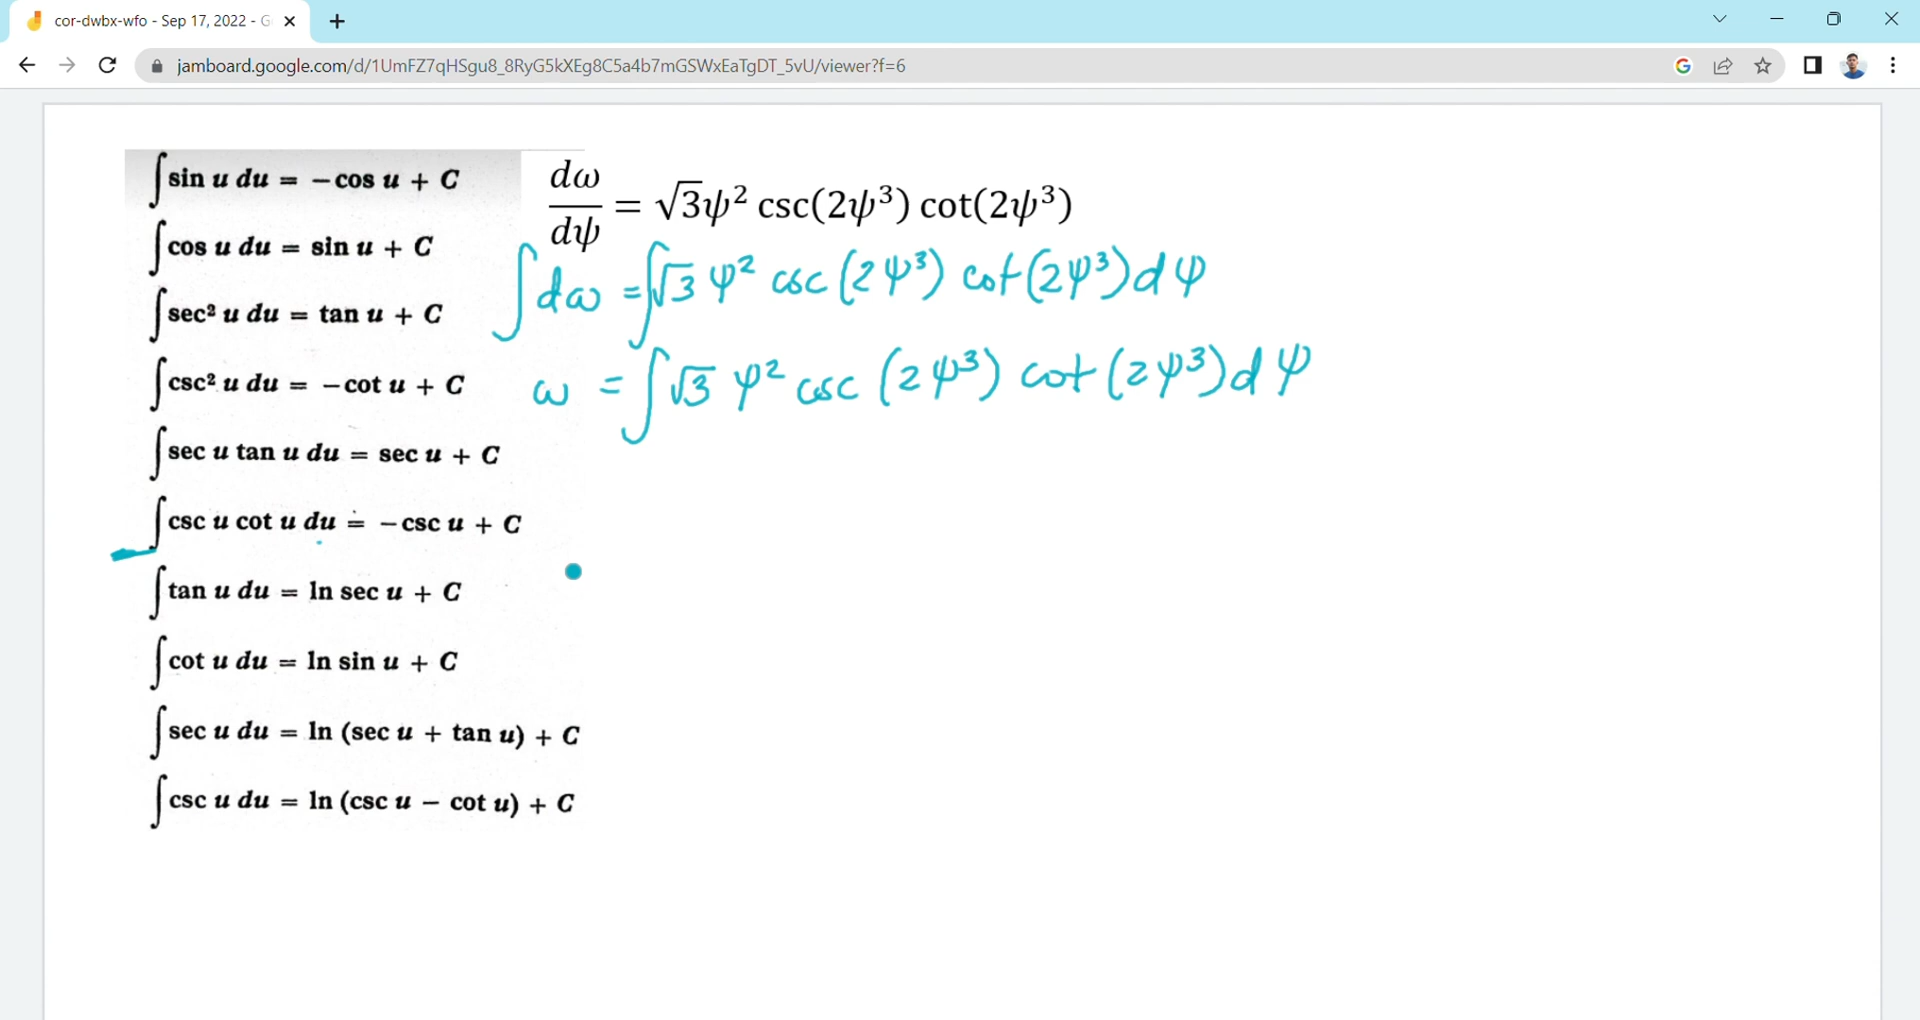 cor-dwbx-wfo - Sep 17, 2022 - G
jamboard.google.com/d/1UmFZ7qHSgu8_8RyG5kXEg8C5a4b7mGSWxEaTgDT_5vU/viewer?f=6
∫ sin u du = −cos u + C
∫ cos u du = sin u + C
∫ sec² u du = tan u + C
∫ csc² u du = −cot u + C
∫ sec u tan u du = sec u + C
∫ csc u cot u du = −csc u + C
∫ tan u du = ln sec u + C
∫ cot u du = ln sin u + C
∫ sec u du = ln (sec u + tan u) + C
∫ csc u du = ln (csc u − cot u) + C
dω/dψ = √3ψ² csc(2ψ³) cot(2ψ³)
∫ dω = ∫ √3 ψ² csc (2ψ³) cot (2ψ³) dψ
ω = ∫ √3 ψ² csc (2ψ³) cot (2ψ³) dψ